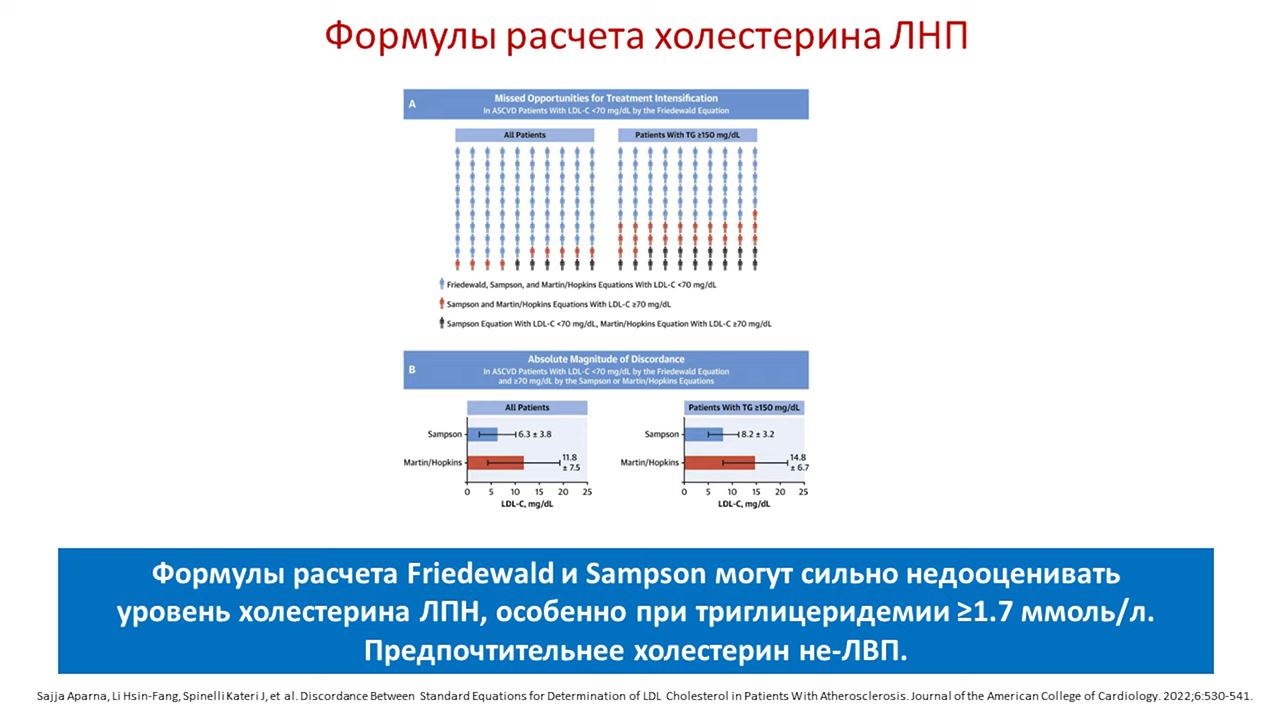 Формулы расчета холестерина ЛНП
A
Missed Opportunities for Treatment Intensification
In ASCVD Patients With LDL-C <70 mg/dL by the Friedewald Equation
All Patients
Patients With TG ≥150 mg/dL
Friedewald, Sampson, and Martin/Hopkins Equations With LDL-C <70 mg/dL
Sampson and Martin/Hopkins Equations With LDL-C ≥70 mg/dL
Sampson Equation With LDL-C <70 mg/dL, Martin/Hopkins Equation With LDL-C ≥70 mg/dL
B
Absolute Magnitude of Discordance
In ASCVD Patients With LDL-C <70 mg/dL by the Friedewald Equation
and ≥70 mg/dL by the Sampson or Martin/Hopkins Equations
All Patients
Sampson
6.3 ± 3.8
Martin/Hopkins
11.8
± 7.5
0 5 10 15 20 25
LDL-C, mg/dL
Patients With TG ≥150 mg/dL
Sampson
8.2 ± 3.2
Martin/Hopkins
14.8
± 6.7
0 5 10 15 20 25
LDL-C, mg/dL
Формулы расчета Friedewald и Sampson могут сильно недооценивать
уровень холестерина ЛПН, особенно при триглицеридемии ≥1.7 ммоль/л.
Предпочтительнее холестерин не-ЛВП.
Sajja Aparna, Li Hsin-Fang, Spinelli Kateri J, et al. Discordance Between Standard Equations for Determination of LDL Cholesterol in Patients With Atherosclerosis. Journal of the American College of Cardiology. 2022;6:530-541.